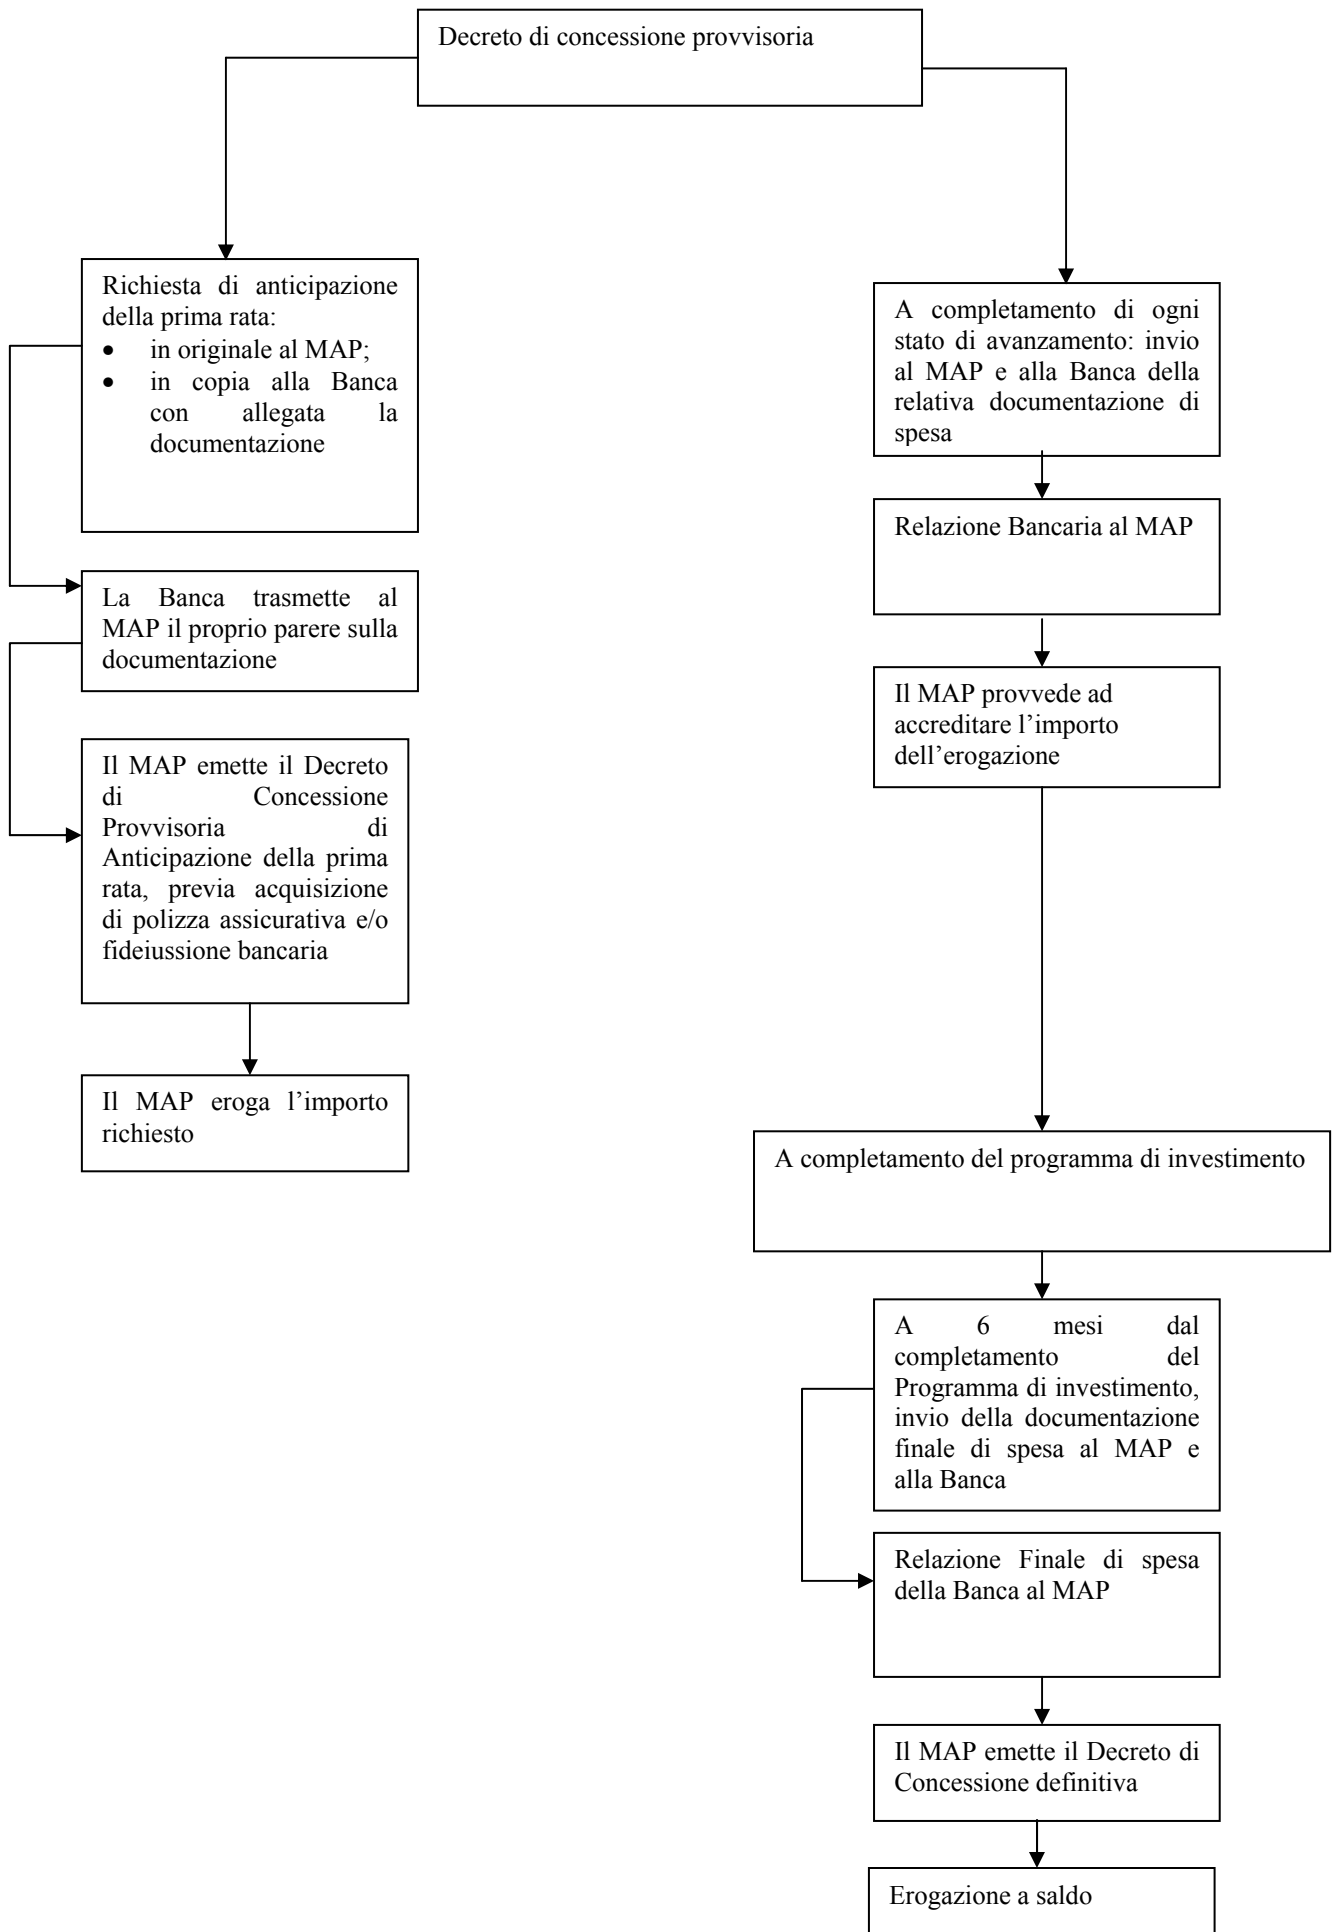 Decreto di concessione provvisoria
Richiesta di anticipazione
della prima rata:
• in originale al MAP;
• in copia alla Banca
con allegata la
documentazione
La Banca trasmette al
MAP il proprio parere sulla
documentazione
Il MAP emette il Decreto
di Concessione
Provvisoria di
Anticipazione della prima
rata, previa acquisizione
di polizza assicurativa e/o
fideiussione bancaria
Il MAP eroga l’importo
richiesto
A completamento di ogni
stato di avanzamento: invio
al MAP e alla Banca della
relativa documentazione di
spesa
Relazione Bancaria al MAP
Il MAP provvede ad
accreditare l’importo
dell’erogazione
A completamento del programma di investimento
A 6 mesi dal
completamento del
Programma di investimento,
invio della documentazione
finale di spesa al MAP e
alla Banca
Relazione Finale di spesa
della Banca al MAP
Il MAP emette il Decreto di
Concessione definitiva
Erogazione a saldo